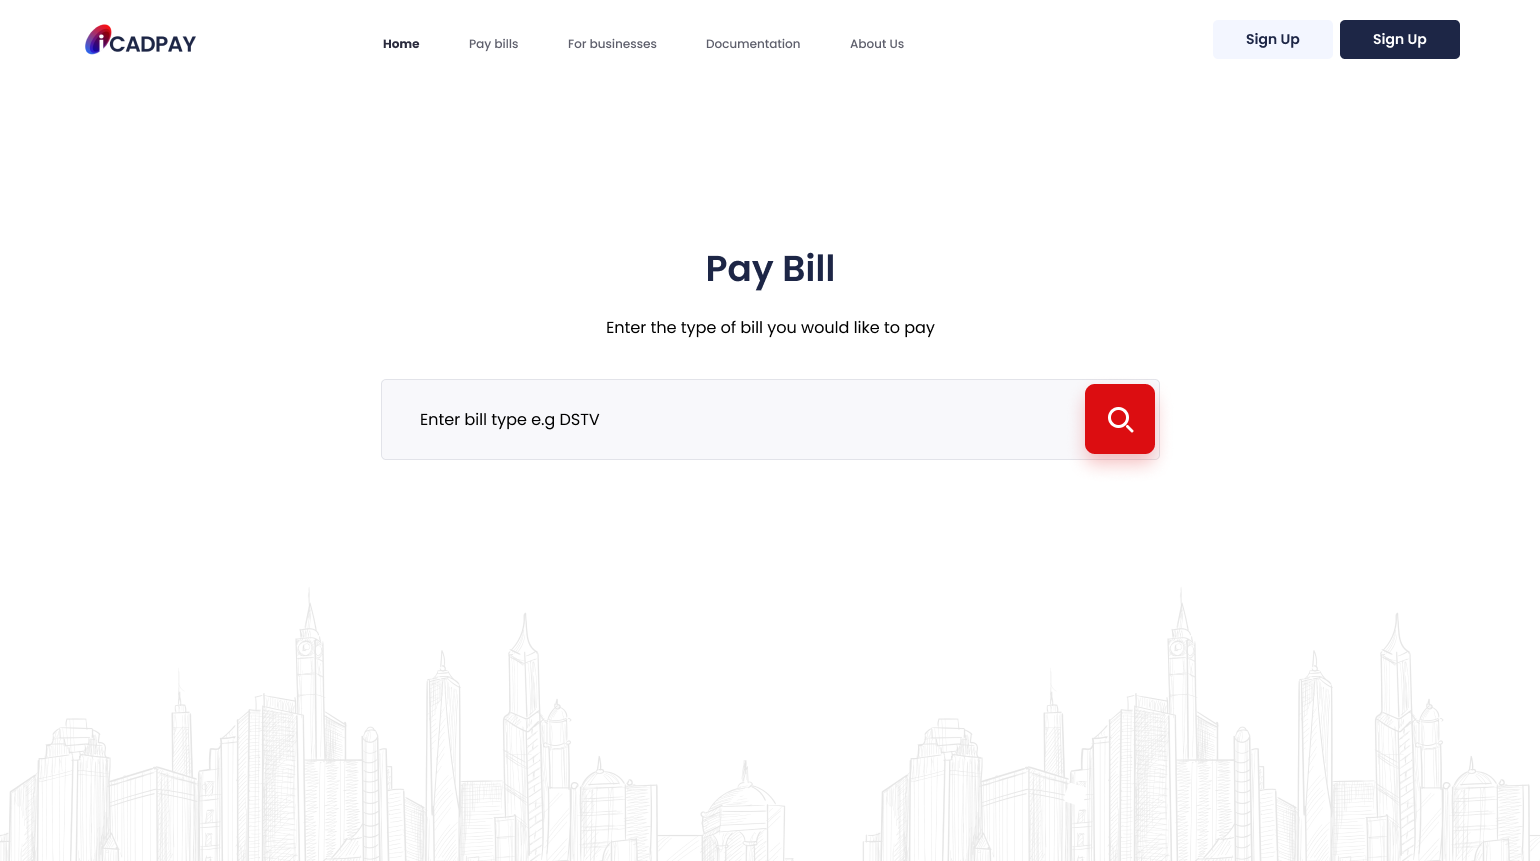 iCADPAY
Home
Pay bills
For businesses
Documentation
About Us
Sign Up
Sign Up
Pay Bill
Enter the type of bill you would like to pay
Enter bill type e.g DSTV